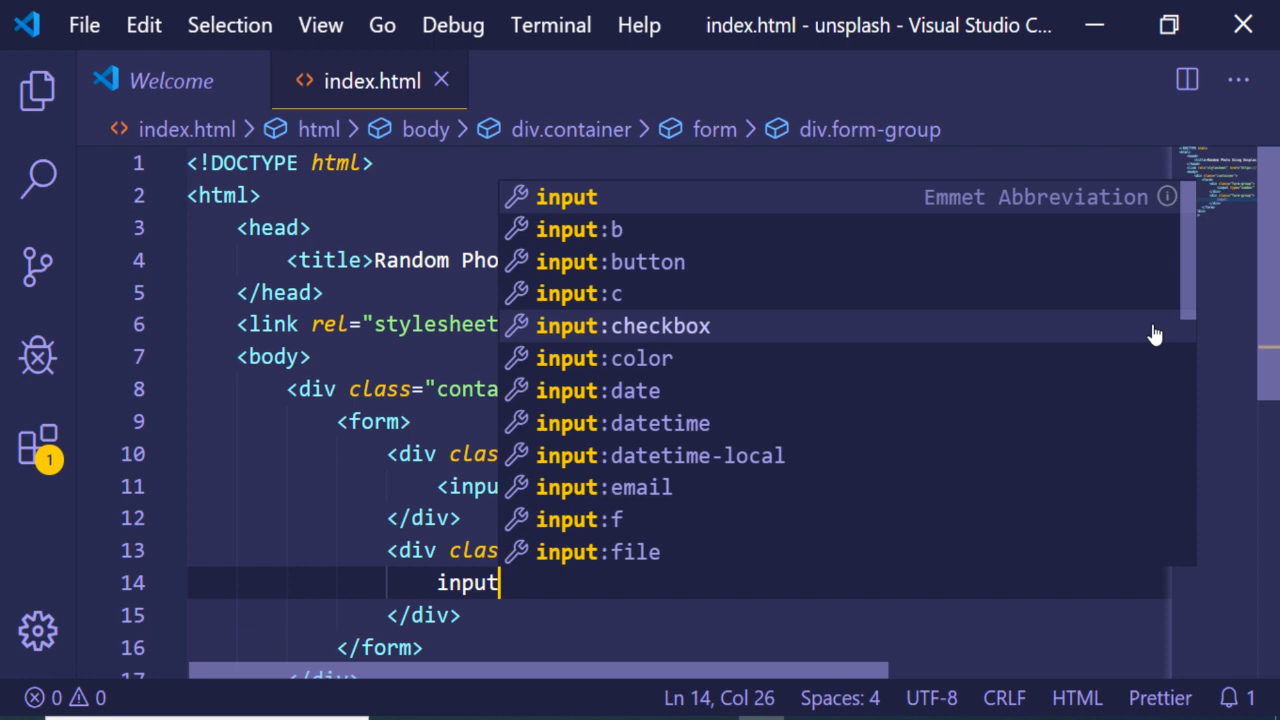 File Edit Selection View Go Debug Terminal Help index.html - unsplash - Visual Studio C...
Welcome index.html
index.html html body div.container form div.form-group
1 <!DOCTYPE html>
2 <html>
input Emmet Abbreviation
3 <head>
input:b
4 <title>Random Pho
input:button
5 </head>
input:c
6 <link rel="stylesheet
input:checkbox
7 <body>
input:color
8 <div class="conta
input:date
9 <form>
input:datetime
10 <div clas
input:datetime-local
11 <inpu
input:email
12 </div>
input:f
13 <div clas
input:file
14 input
15 </div>
16 </form>
17 </div>
1
0 0 Ln 14, Col 26 Spaces: 4 UTF-8 CRLF HTML Prettier 1